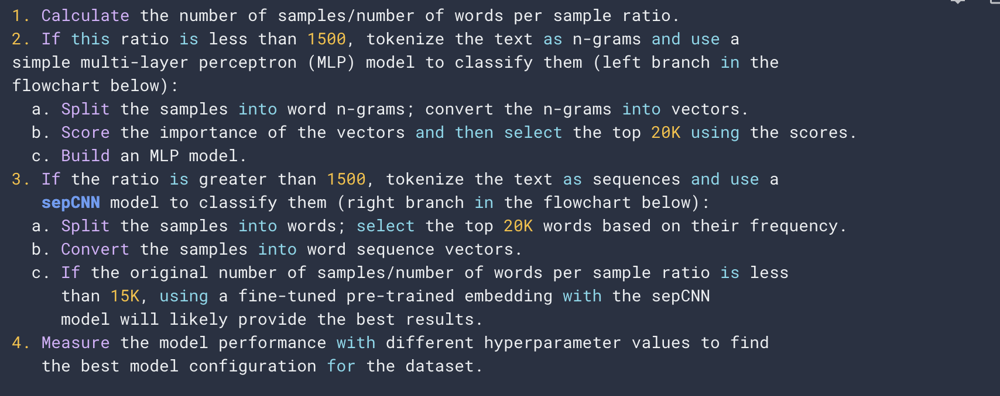 1. Calculate the number of samples/number of words per sample ratio.
2. If this ratio is less than 1500, tokenize the text as n-grams and use a
simple multi-layer perceptron (MLP) model to classify them (left branch in the
flowchart below):
a. Split the samples into word n-grams; convert the n-grams into vectors.
b. Score the importance of the vectors and then select the top 20K using the scores.
c. Build an MLP model.
3. If the ratio is greater than 1500, tokenize the text as sequences and use a
sepCNN model to classify them (right branch in the flowchart below):
a. Split the samples into words; select the top 20K words based on their frequency.
b. Convert the samples into word sequence vectors.
c. If the original number of samples/number of words per sample ratio is less
than 15K, using a fine-tuned pre-trained embedding with the sepCNN
model will likely provide the best results.
4. Measure the model performance with different hyperparameter values to find
the best model configuration for the dataset.